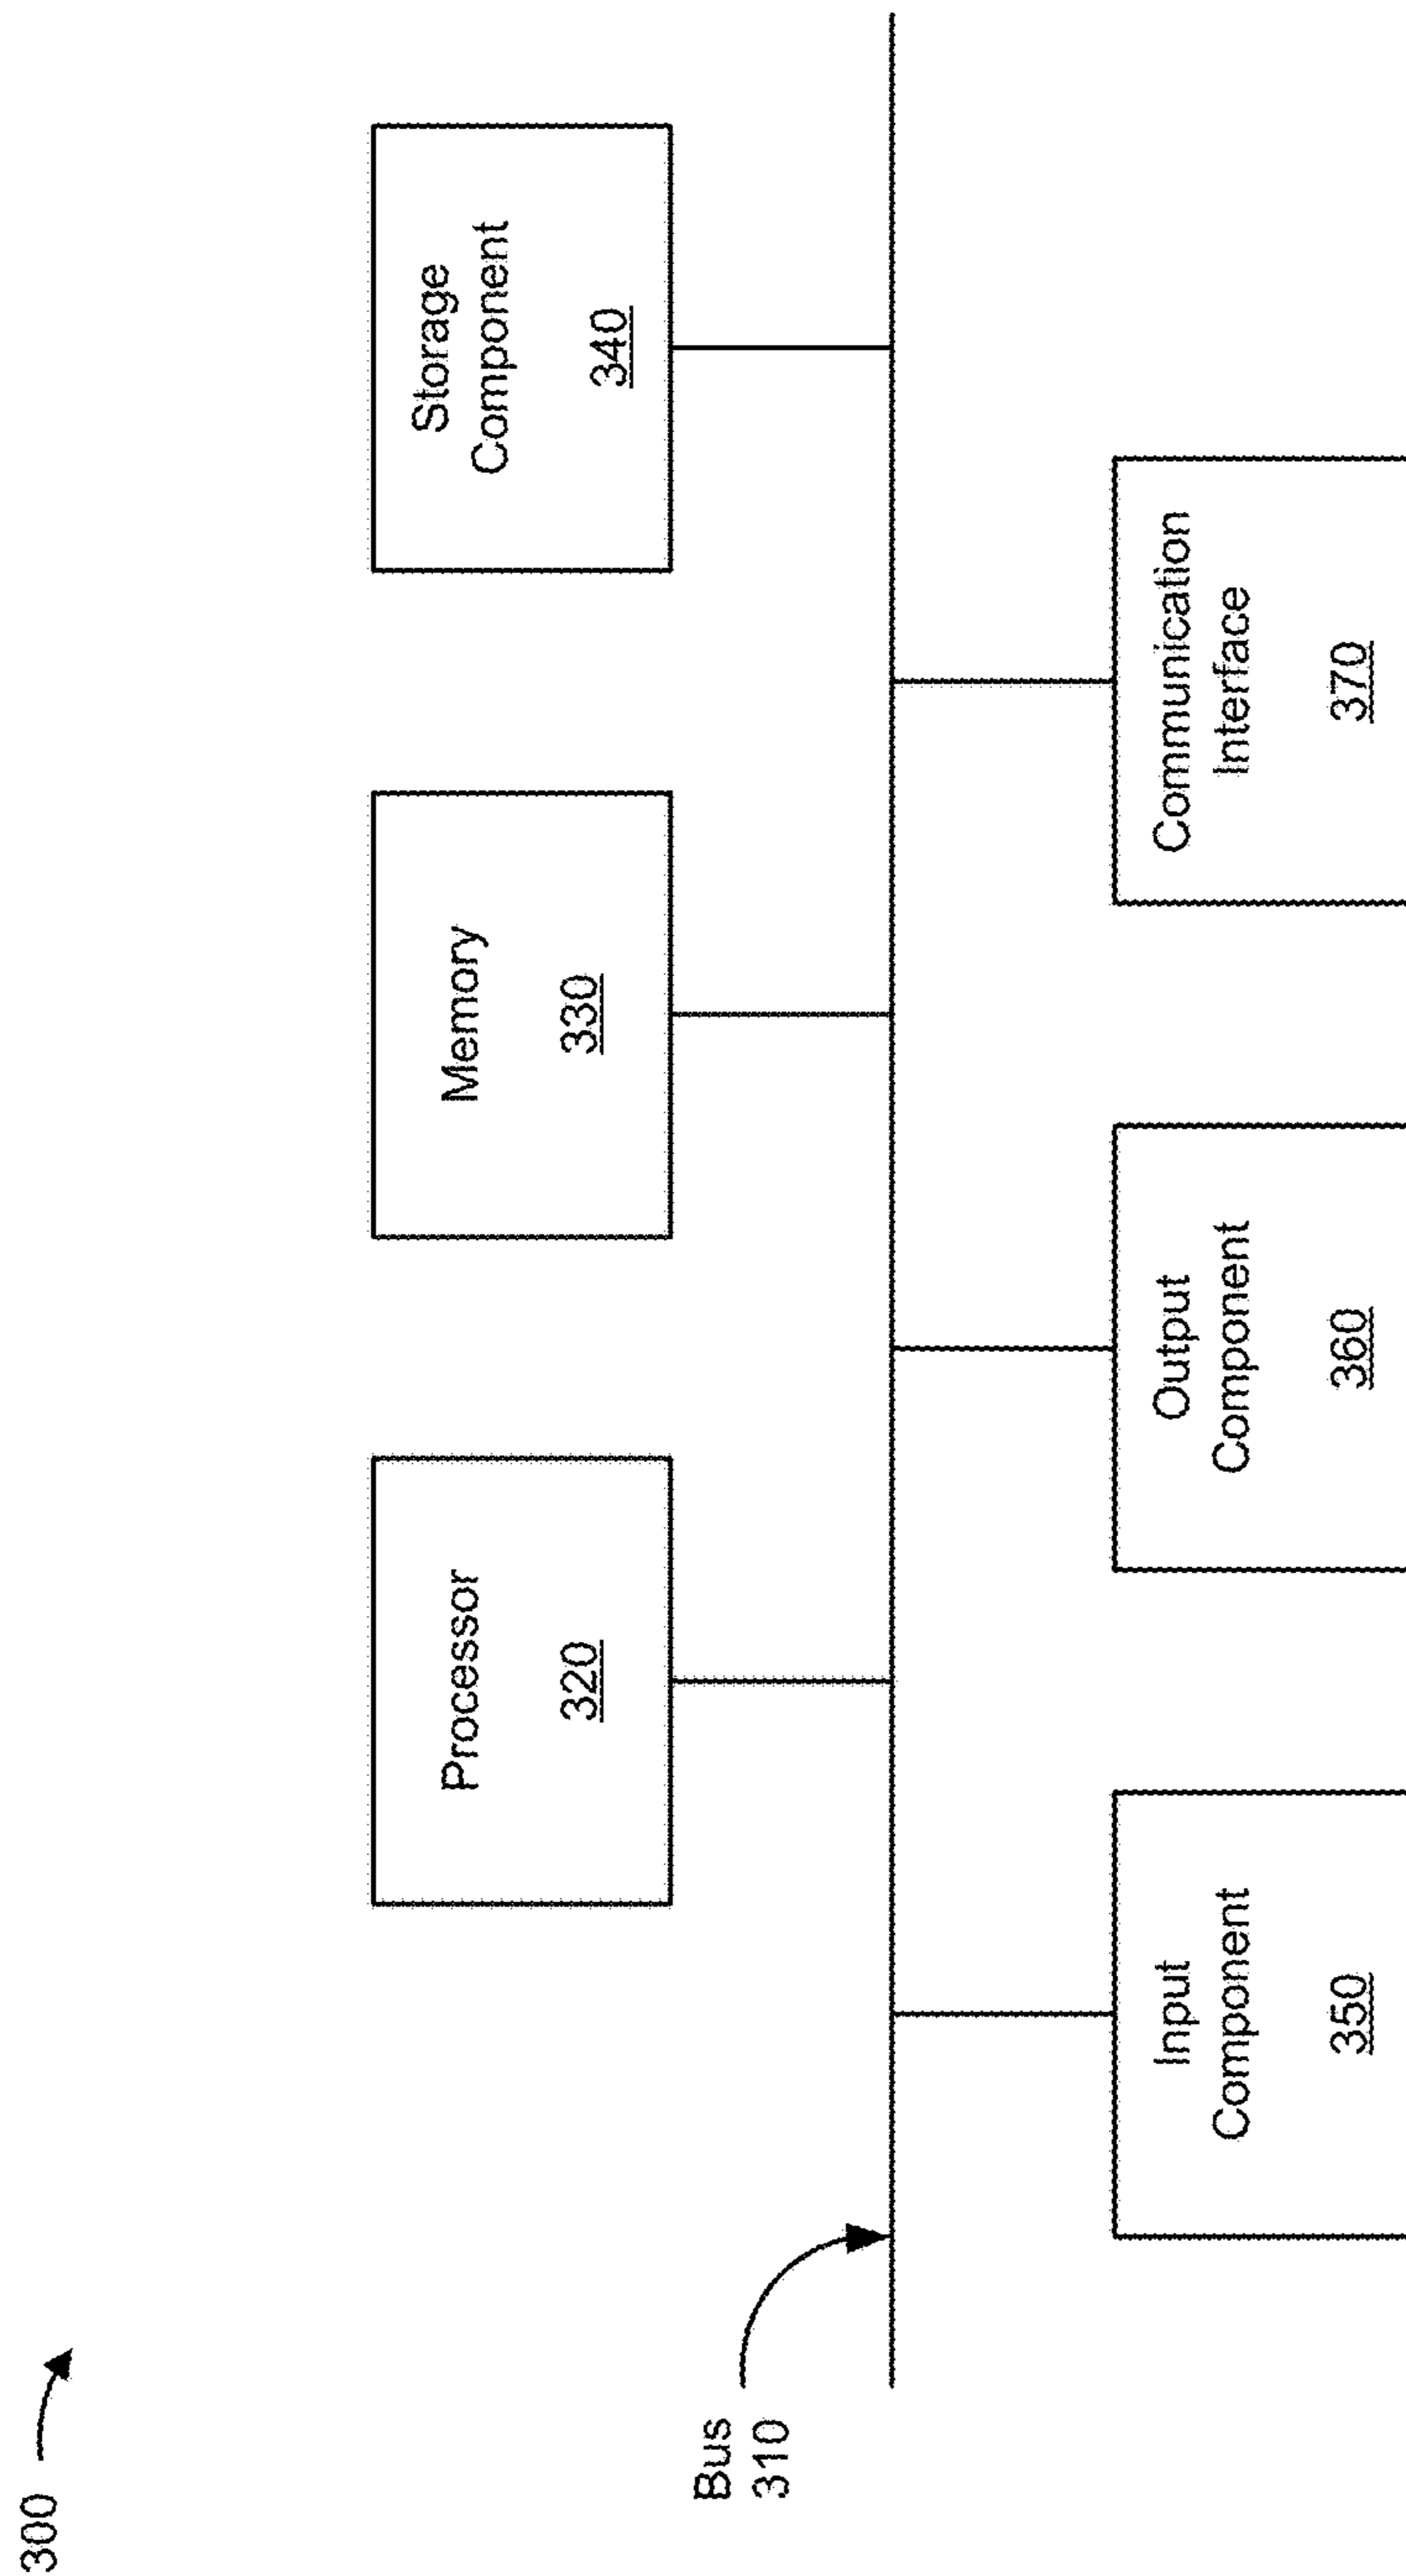 300
Processor
320
Memory
330
Storage
Component
340
Bus
310
Input
Component
350
Output
Component
360
Communication
Interface
370